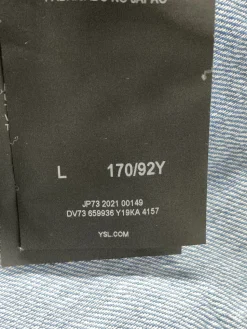 L 170/92Y
JP73 2021 00149
DV73 659936 Y19KA 4157
YSL.COM